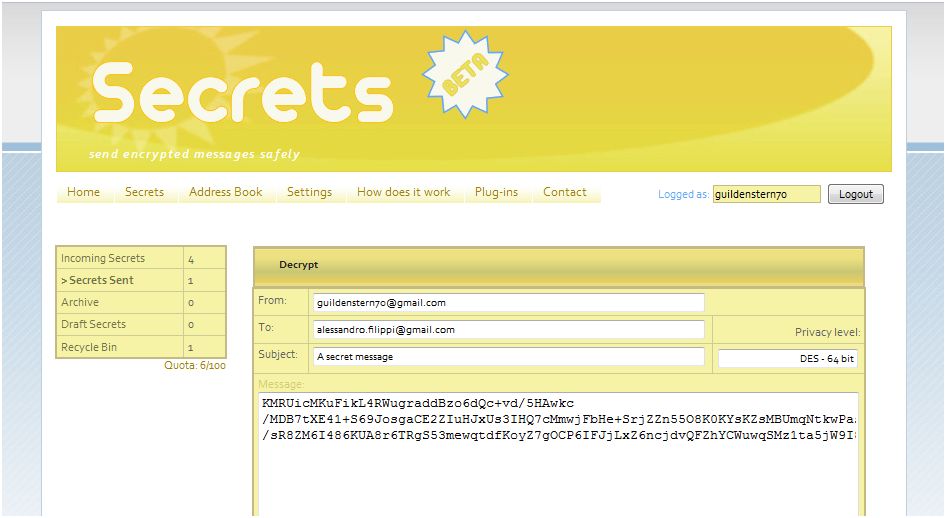 Secrets
BETA
send encrypted messages safely
Home Secrets Address Book Settings How does it work Plug-ins Contact Logged as: guildenstern70 Logout
Incoming Secrets 4
> Secrets Sent 1
Archive 0
Draft Secrets 0
Recycle Bin 1
Quota: 6/100
Decrypt
From: guildenstern70@gmail.com
To: alessandro.filippi@gmail.com
Privacy level:
Subject: A secret message
DES - 64 bit
Message:
KMRUicMKuFikL4RWugraddBzo6dQc+vd/5HAwkc
/MDB7tXE41+S69JosgaCE2ZIuHJxUs3IHQ7cMmwjFbHe+SrjZZn55O8K0KYsKZsMBUmqNtkwPa
/sR8ZM6I486KUA8r6TRgS53mewqtdfKoyZ7gOCP6IFJjLxZ6ncjdvQFZhYCWuwqSMz1ta5jW9I